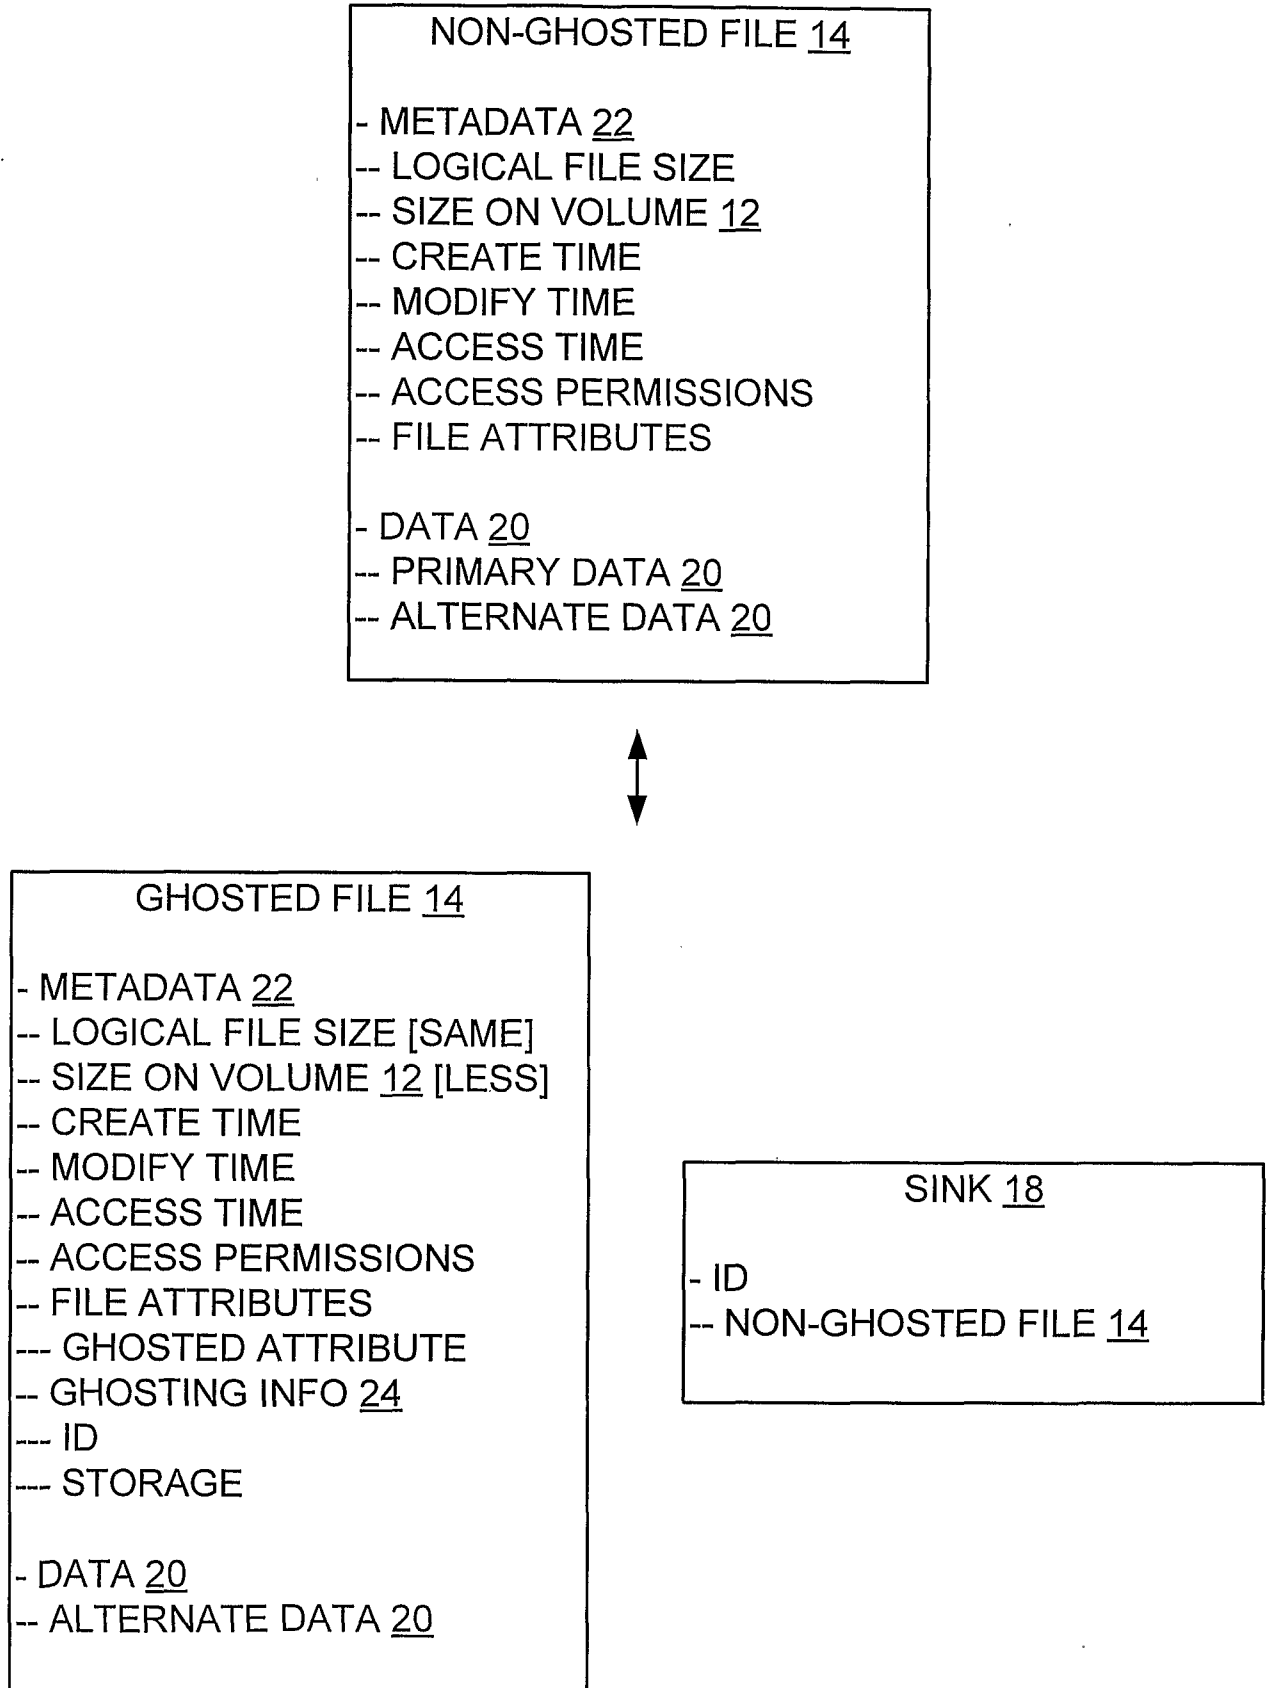 NON-GHOSTED FILE 14
- METADATA 22
-- LOGICAL FILE SIZE
-- SIZE ON VOLUME 12
-- CREATE TIME
-- MODIFY TIME
-- ACCESS TIME
-- ACCESS PERMISSIONS
-- FILE ATTRIBUTES
- DATA 20
-- PRIMARY DATA 20
-- ALTERNATE DATA 20
GHOSTED FILE 14
- METADATA 22
-- LOGICAL FILE SIZE [SAME]
-- SIZE ON VOLUME 12 [LESS]
-- CREATE TIME
-- MODIFY TIME
-- ACCESS TIME
-- ACCESS PERMISSIONS
-- FILE ATTRIBUTES
--- GHOSTED ATTRIBUTE
-- GHOSTING INFO 24
--- ID
--- STORAGE
- DATA 20
-- ALTERNATE DATA 20
SINK 18
- ID
-- NON-GHOSTED FILE 14